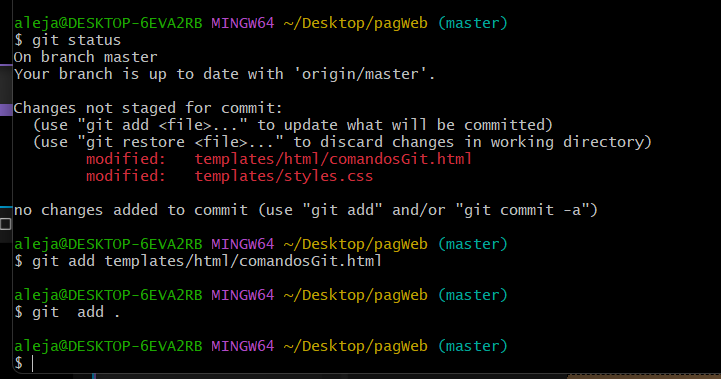 aleja@DESKTOP-6EVA2RB MINGW64 ~/Desktop/pagWeb (master)
$ git status
On branch master
Your branch is up to date with 'origin/master'.
Changes not staged for commit:
  (use "git add <file>..." to update what will be committed)
  (use "git restore <file>..." to discard changes in working directory)
        modified:   templates/html/comandosGit.html
        modified:   templates/styles.css
no changes added to commit (use "git add" and/or "git commit -a")
aleja@DESKTOP-6EVA2RB MINGW64 ~/Desktop/pagWeb (master)
$ git add templates/html/comandosGit.html
aleja@DESKTOP-6EVA2RB MINGW64 ~/Desktop/pagWeb (master)
$ git  add .
aleja@DESKTOP-6EVA2RB MINGW64 ~/Desktop/pagWeb (master)
$